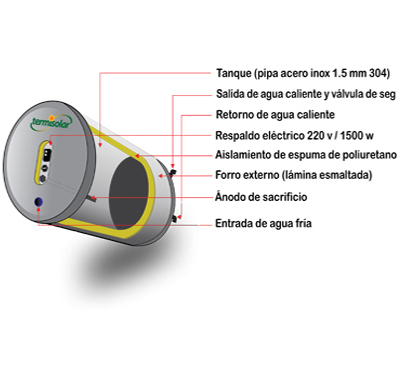 termisolar
Tanque (pipa acero inox 1.5 mm 304)
Salida de agua caliente y válvula de seg
Retorno de agua caliente
Respaldo eléctrico 220 v / 1500 w
Aislamiento de espuma de poliuretano
Forro externo (lámina esmaltada)
Ánodo de sacrificio
Entrada de agua fría